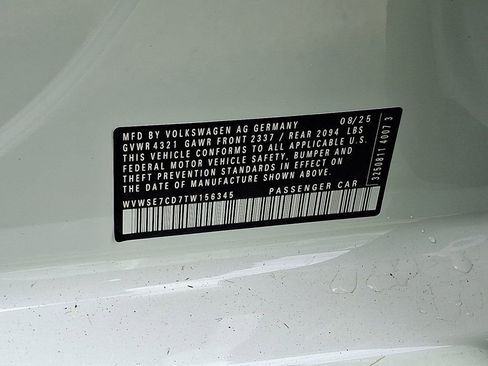 MFD BY VOLKSWAGEN AG GERMANY 08/25
GVWR 4321 GAWR FRONT 2337 / REAR 2094 LBS
THIS VEHICLE CONFORMS TO ALL APPLICABLE U.S.
FEDERAL MOTOR VEHICLE SAFETY, BUMPER AND
THEFT PREVENTION STANDARDS IN EFFECT ON
THE DATE OF MANUFACTURE SHOWN ABOVE.
WVWSE7CD7TW156345 PASSENGER CAR
325081140073